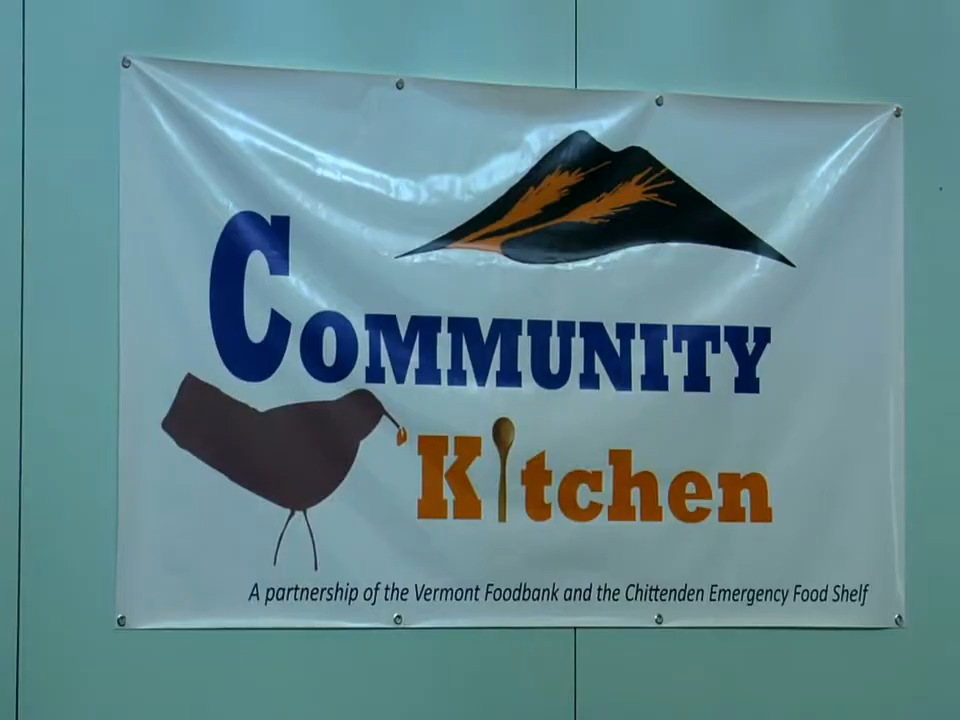 COMMUNITY
Kitchen
A partnership of the Vermont Foodbank and the Chittenden Emergency Food Shelf